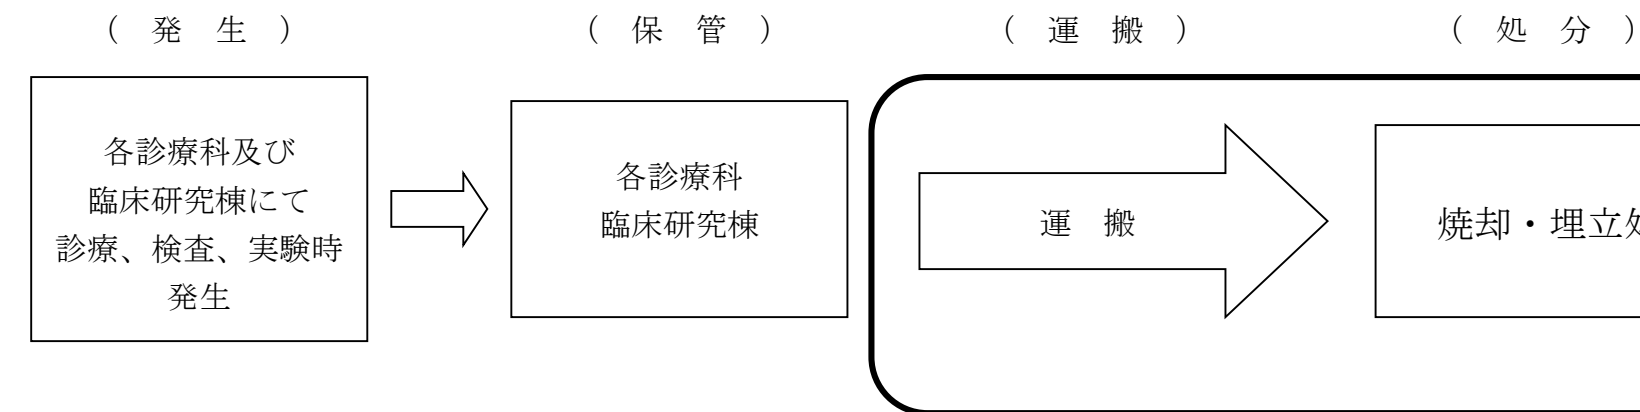 ( 発 生 )
( 保 管 )
( 運 搬 )
( 処 分 )
各診療科及び
臨床研究棟にて
診療、検査、実験時
発生
各診療科
臨床研究棟
運 搬
焼却・埋立